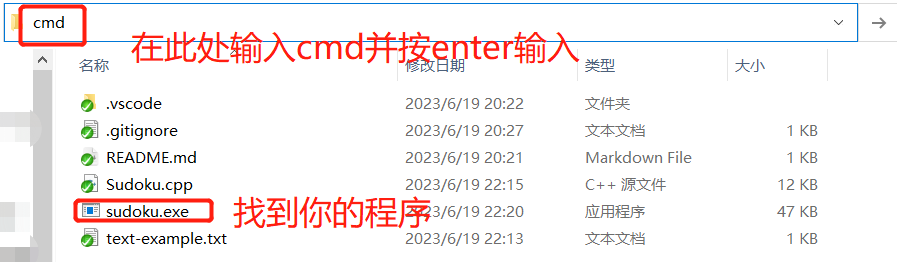 cmd
在此处输入cmd并按enter输入
名称 修改日期 类型 大小
.vscode 2023/6/19 20:22 文件夹
.gitignore 2023/6/19 20:27 文本文档 1 KB
README.md 2023/6/19 20:21 Markdown File 1 KB
Sudoku.cpp 2023/6/19 22:15 C++ 源文件 12 KB
sudoku.exe 找到你的程序 2023/6/19 22:20 应用程序 47 KB
text-example.txt 2023/6/19 22:13 文本文档 1 KB